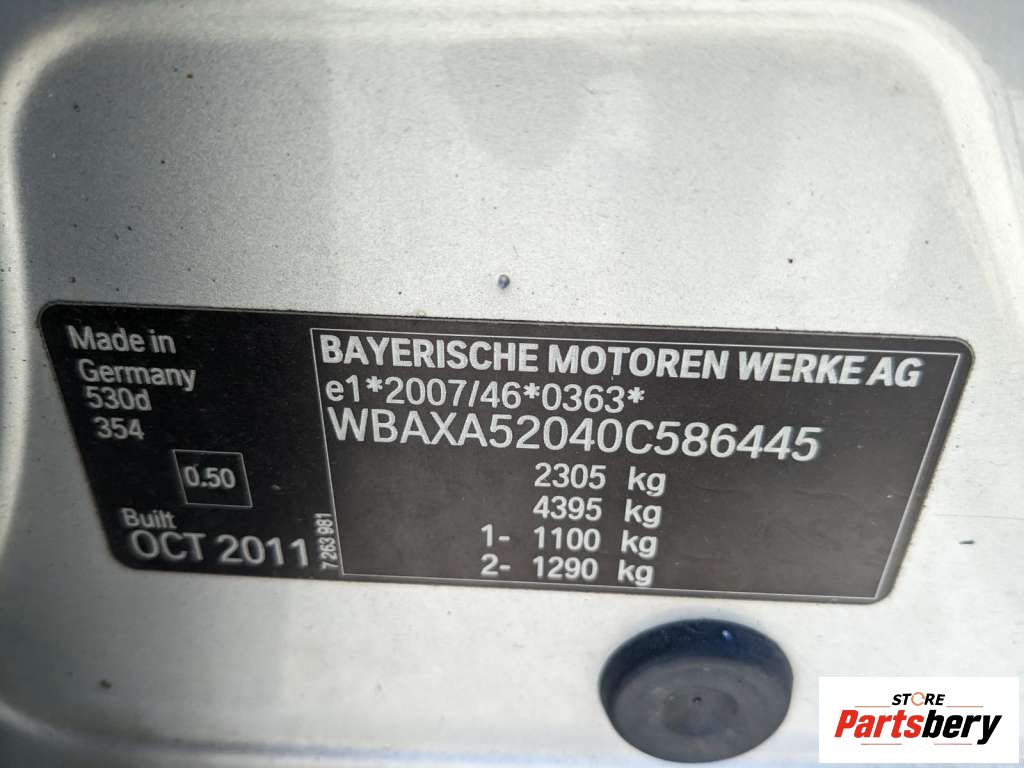 Made in
Germany
530d
354
0.50
Built
OCT 2011
7 263 981
BAYERISCHE MOTOREN WERKE AG
e1*2007/46*0363*
WBAXA52040C586445
2305 kg
4395 kg
1- 1100 kg
2- 1290 kg
STORE
Partsbery